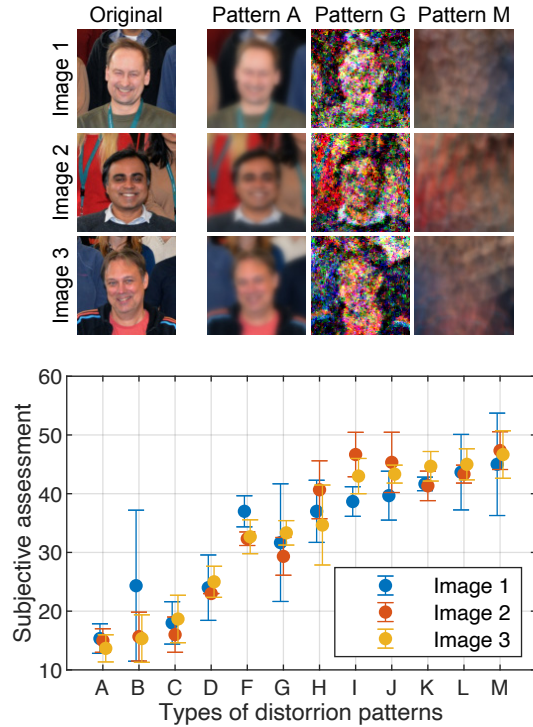 Original Pattern A Pattern G Pattern M
Image 1
Image 2
Image 3
60
50
40
30
20
10
Subjective assessment
A B C D F G H I J K L M
Types of distorrion patterns
Image 1
Image 2
Image 3